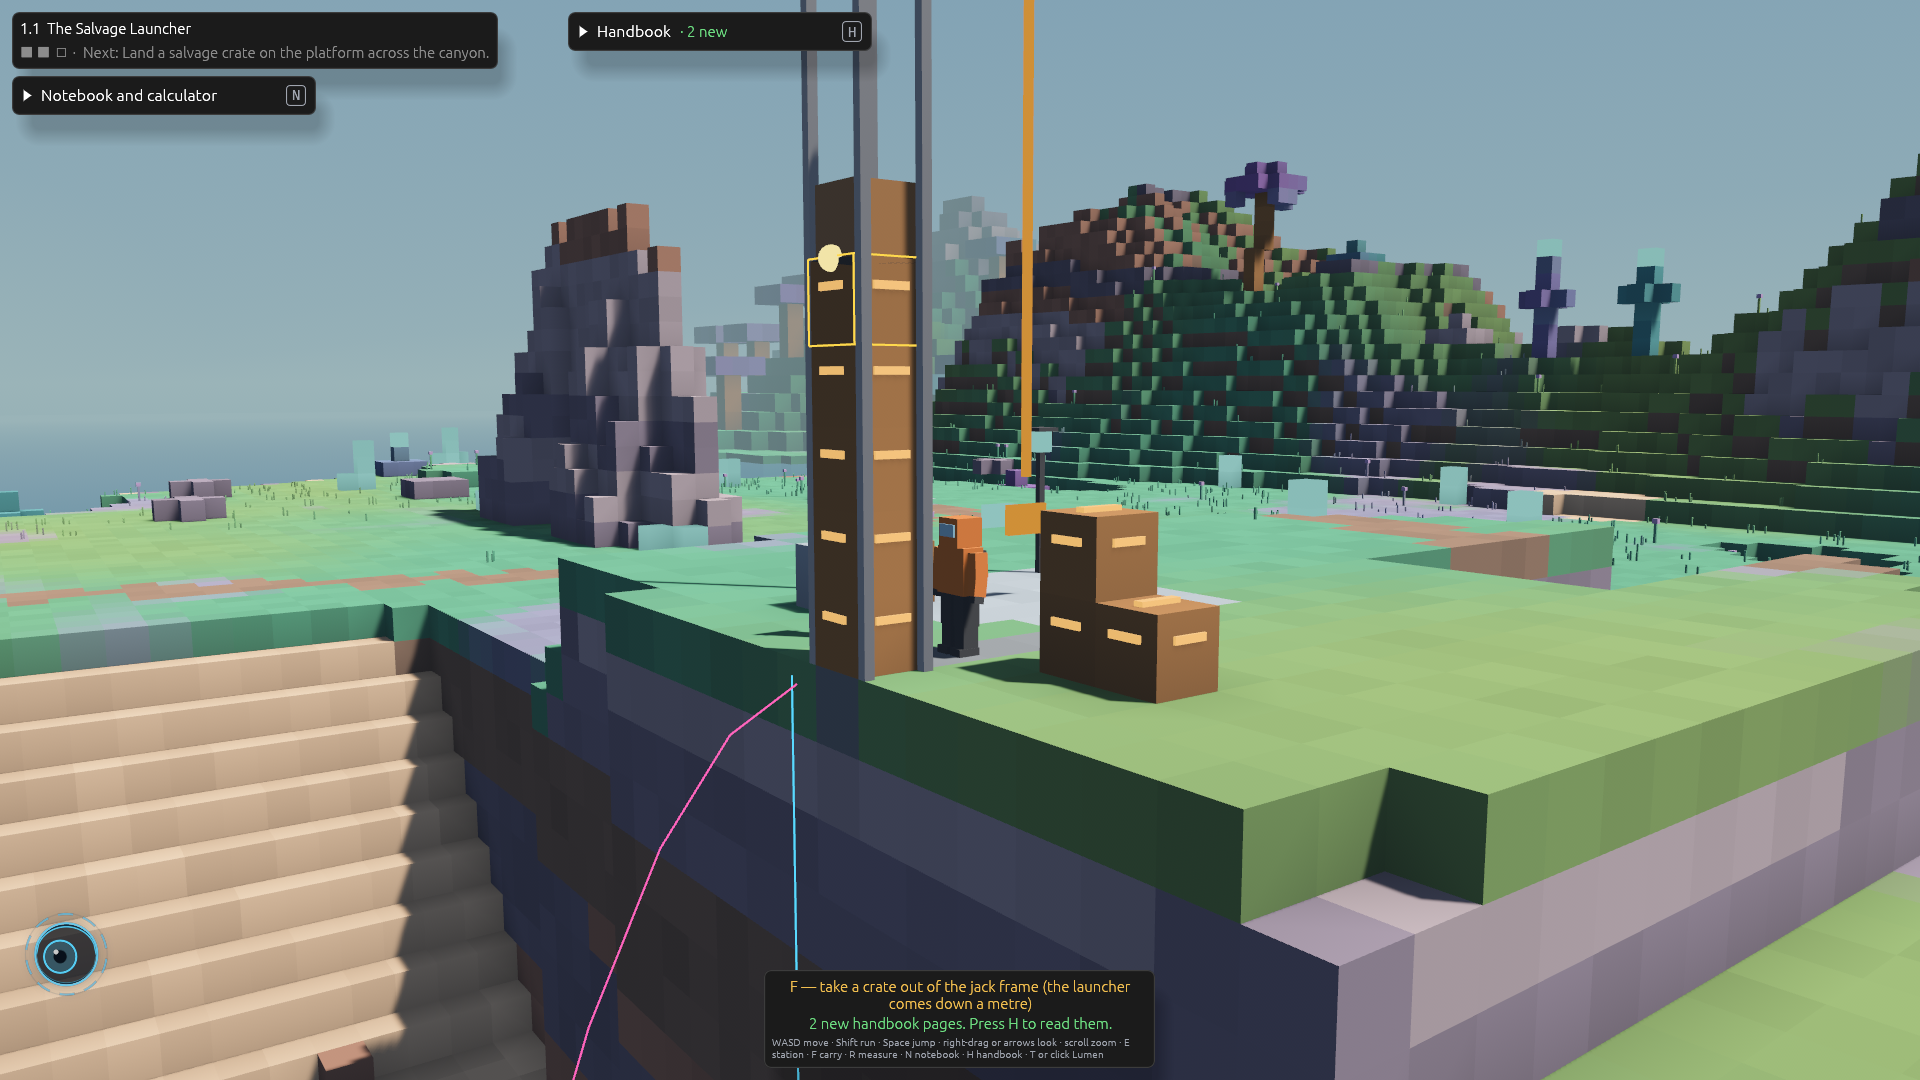 1.1 The Salvage Launcher
· Next: Land a salvage crate on the platform across the canyon.
Handbook · 2 new H
Notebook and calculator N
F — take a crate out of the jack frame (the launcher
comes down a metre)
2 new handbook pages. Press H to read them.
WASD move · Shift run · Space jump · right-drag or arrows look · scroll zoom · E
station · F carry · R measure · N notebook · H handbook · T or click Lumen